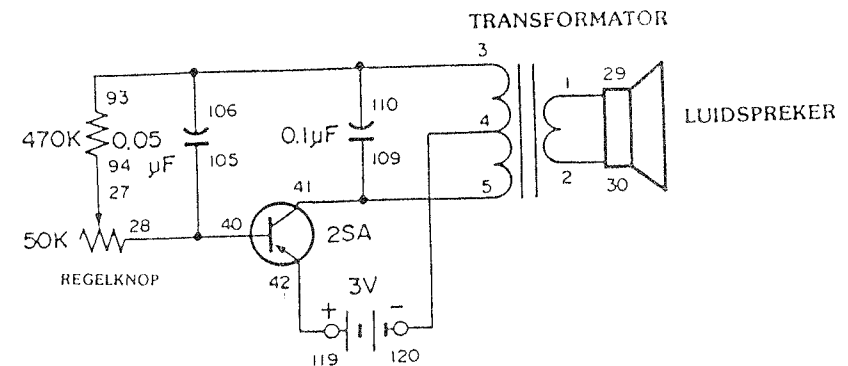 TRANSFORMATOR
3
1
29
93
106
110
LUIDSPREKER
470K
0.05
0.1µF
4
94
µF
105
109
2
30
27
41
5
50K
28
40
2SA
REGELKNOP
42
3V
+
−
119
120